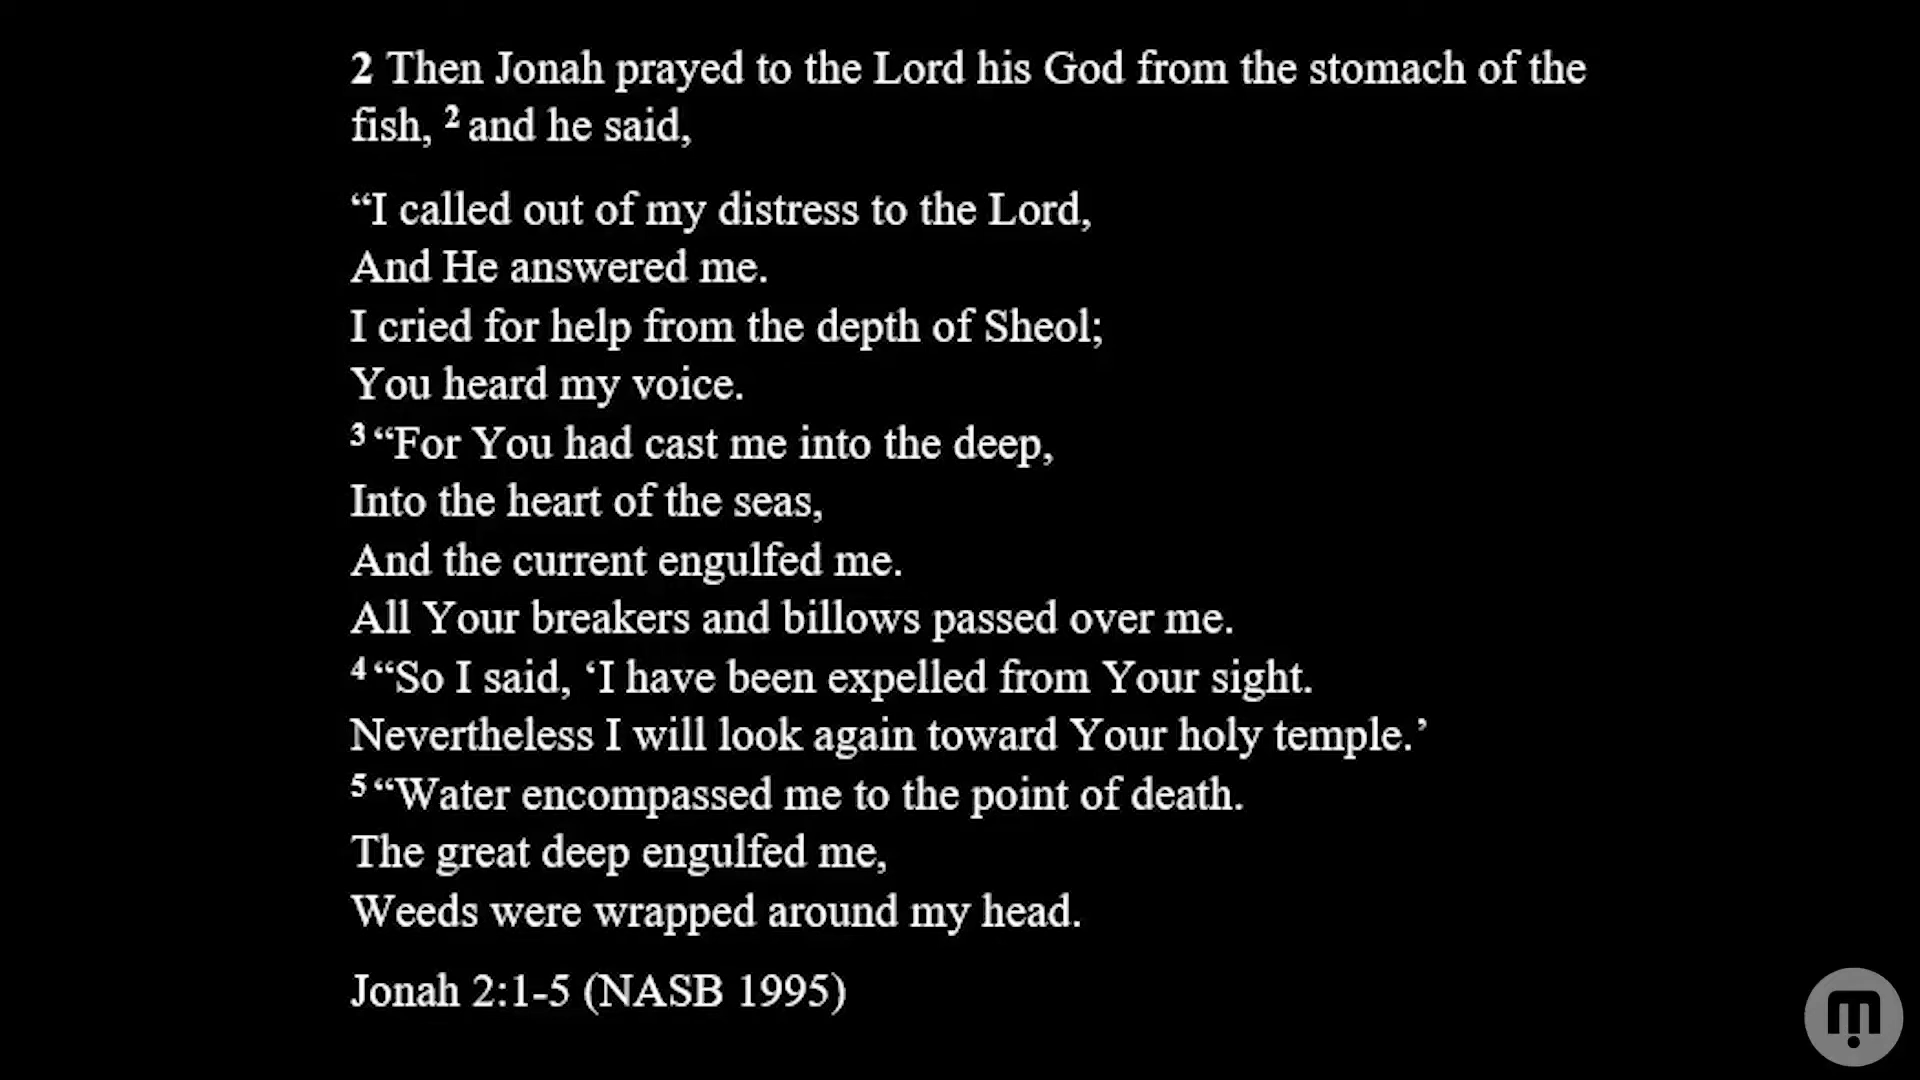 2 Then Jonah prayed to the Lord his God from the stomach of the
fish, 2 and he said,
“I called out of my distress to the Lord,
And He answered me.
I cried for help from the depth of Sheol;
You heard my voice.
3 “For You had cast me into the deep,
Into the heart of the seas,
And the current engulfed me.
All Your breakers and billows passed over me.
4 “So I said, ‘I have been expelled from Your sight.
Nevertheless I will look again toward Your holy temple.’
5 “Water encompassed me to the point of death.
The great deep engulfed me,
Weeds were wrapped around my head.
Jonah 2:1-5 (NASB 1995)
m